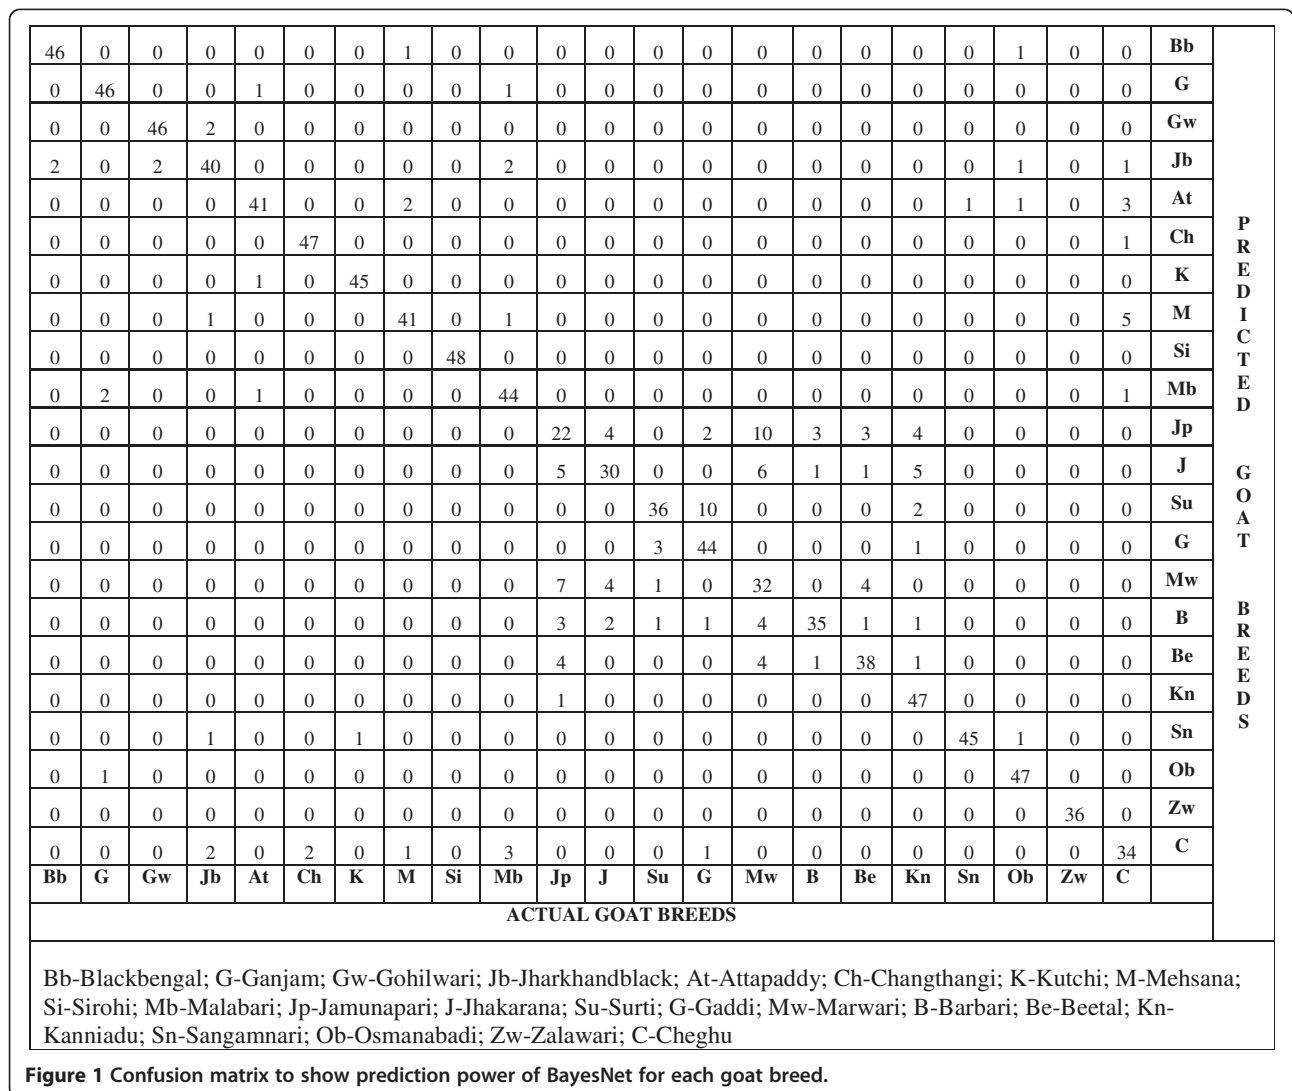 46 0 0 0 0 0 0 1 0 0 0 0 0 0 0 0 0 0 0 1 0 0 Bb
0 46 0 0 1 0 0 0 0 1 0 0 0 0 0 0 0 0 0 0 0 0 G
0 0 46 2 0 0 0 0 0 0 0 0 0 0 0 0 0 0 0 0 0 0 Gw
2 0 2 40 0 0 0 0 0 2 0 0 0 0 0 0 0 0 0 1 0 1 Jb
0 0 0 0 41 0 0 2 0 0 0 0 0 0 0 0 0 0 1 1 0 3 At
0 0 0 0 0 47 0 0 0 0 0 0 0 0 0 0 0 0 0 0 0 1 Ch
0 0 0 0 1 0 45 0 0 0 0 0 0 0 0 0 0 0 0 0 0 0 K
0 0 0 1 0 0 0 41 0 1 0 0 0 0 0 0 0 0 0 0 0 5 M
0 0 0 0 0 0 0 0 48 0 0 0 0 0 0 0 0 0 0 0 0 0 Si
0 2 0 0 1 0 0 0 0 44 0 0 0 0 0 0 0 0 0 0 0 1 Mb
0 0 0 0 0 0 0 0 0 0 22 4 0 2 10 3 3 4 0 0 0 0 Jp
0 0 0 0 0 0 0 0 0 0 5 30 0 0 6 1 1 5 0 0 0 0 J
0 0 0 0 0 0 0 0 0 0 0 0 36 10 0 0 0 2 0 0 0 0 Su
0 0 0 0 0 0 0 0 0 0 0 0 3 44 0 0 0 1 0 0 0 0 G
0 0 0 0 0 0 0 0 0 0 7 4 1 0 32 0 4 0 0 0 0 0 Mw
0 0 0 0 0 0 0 0 0 0 3 2 1 1 4 35 1 1 0 0 0 0 B
0 0 0 0 0 0 0 0 0 0 4 0 0 0 4 1 38 1 0 0 0 0 Be
0 0 0 0 0 0 0 0 0 0 1 0 0 0 0 0 0 47 0 0 0 0 Kn
0 0 0 1 0 0 1 0 0 0 0 0 0 0 0 0 0 0 45 1 0 0 Sn
0 1 0 0 0 0 0 0 0 0 0 0 0 0 0 0 0 0 0 47 0 0 Ob
0 0 0 0 0 0 0 0 0 0 0 0 0 0 0 0 0 0 0 0 36 0 Zw
0 0 0 2 0 2 0 1 0 3 0 0 0 1 0 0 0 0 0 0 0 34 C
Bb G Gw Jb At Ch K M Si Mb Jp J Su G Mw B Be Kn Sn Ob Zw C
ACTUAL GOAT BREEDS
PREDICTED GOAT BREEDS
Bb-Blackbengal; G-Ganjam; Gw-Gohilwari; Jb-Jharkhandblack; At-Attapaddy; Ch-Changthangi; K-Kutchi; M-Mehsana;
Si-Sirohi; Mb-Malabari; Jp-Jamunapari; J-Jhakarana; Su-Surti; G-Gaddi; Mw-Marwari; B-Barbari; Be-Beetal; Kn-
Kanniadu; Sn-Sangamnari; Ob-Osmanabadi; Zw-Zalawari; C-Cheghu
Figure 1 Confusion matrix to show prediction power of BayesNet for each goat breed.